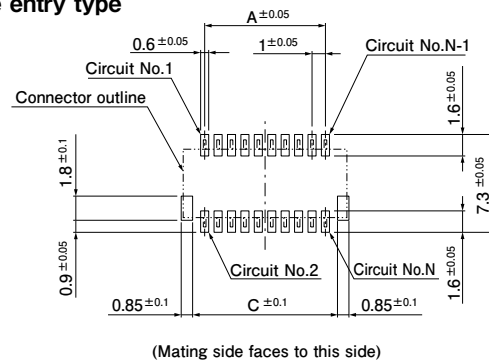 e entry type
A±0.05
0.6±0.05
1±0.05
Circuit No.N-1
Circuit No.1
Connector outline
1.6±0.05
1.8±0.1
7.3±0.05
0.9±0.05
Circuit No.2
Circuit No.N
1.6±0.05
0.85±0.1
C±0.1
0.85±0.1
(Mating side faces to this side)